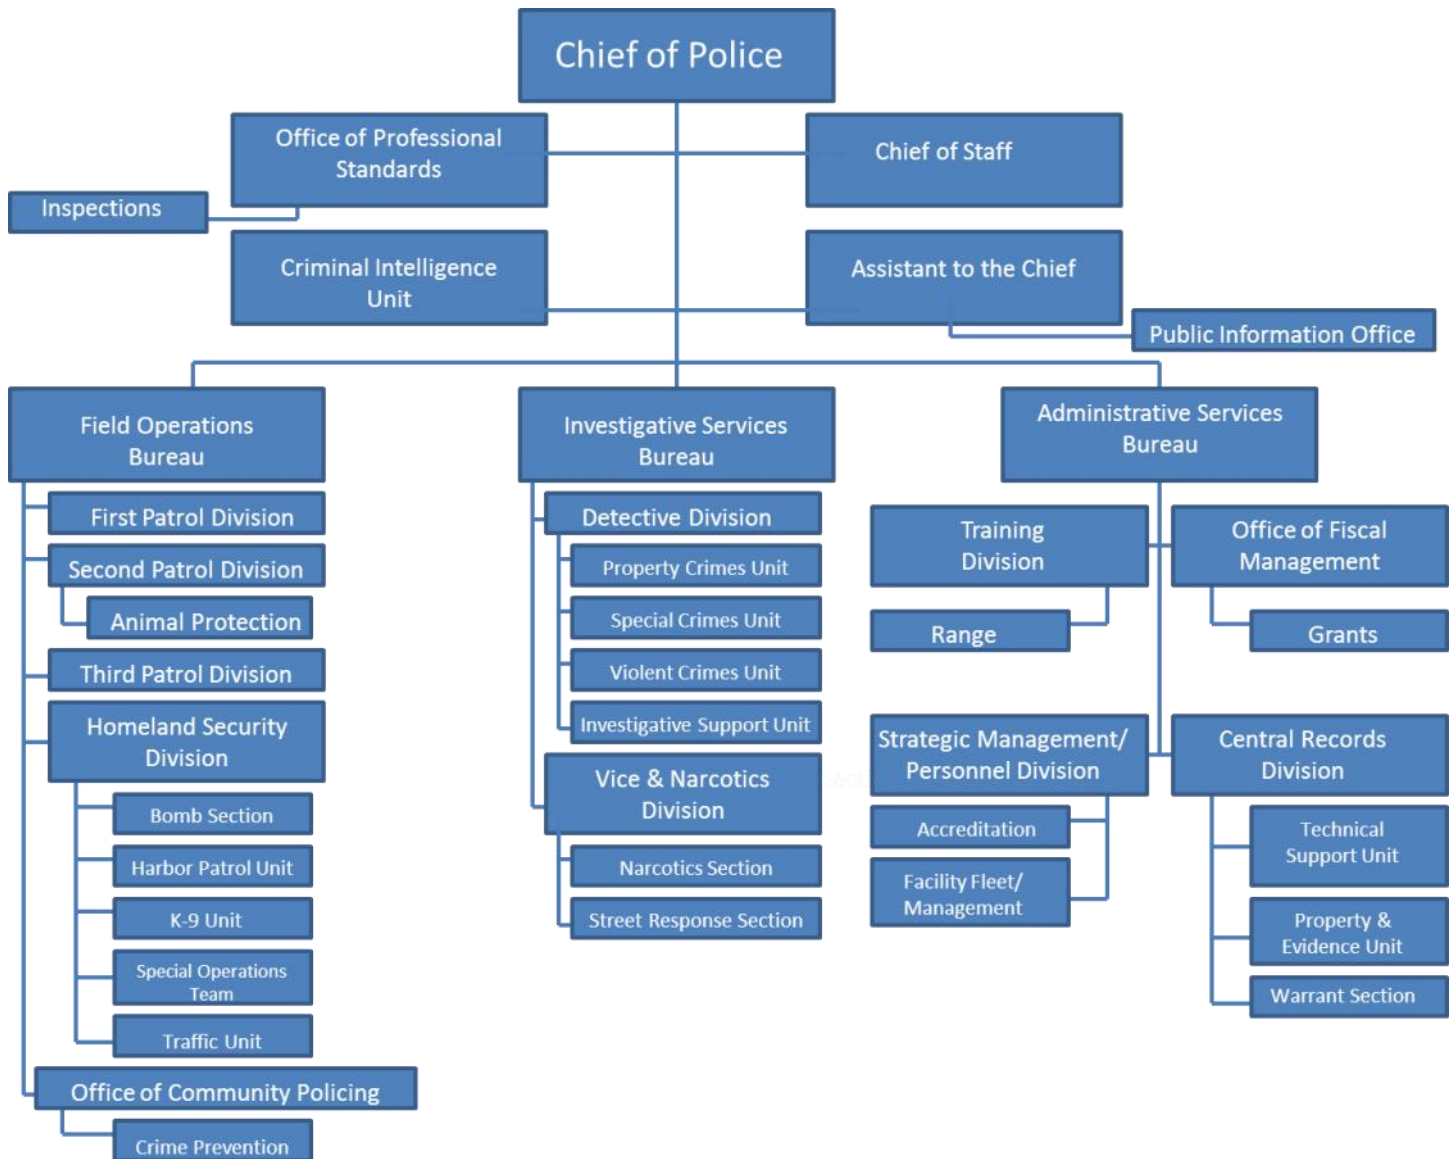 Chief of Police
Office of Professional
Standards
Chief of Staff
Inspections
Criminal Intelligence
Unit
Assistant to the Chief
Public Information Office
Field Operations
Bureau
First Patrol Division
Second Patrol Division
Animal Protection
Third Patrol Division
Homeland Security
Division
Bomb Section
Harbor Patrol Unit
K-9 Unit
Special Operations
Team
Traffic Unit
Office of Community Policing
Crime Prevention
Investigative Services
Bureau
Detective Division
Property Crimes Unit
Special Crimes Unit
Violent Crimes Unit
Investigative Support Unit
Vice & Narcotics
Division
Narcotics Section
Street Response Section
Administrative Services
Bureau
Training
Division
Range
Office of Fiscal
Management
Grants
Strategic Management/
Personnel Division
Accreditation
Facility Fleet/
Management
Central Records
Division
Technical
Support Unit
Property &
Evidence Unit
Warrant Section